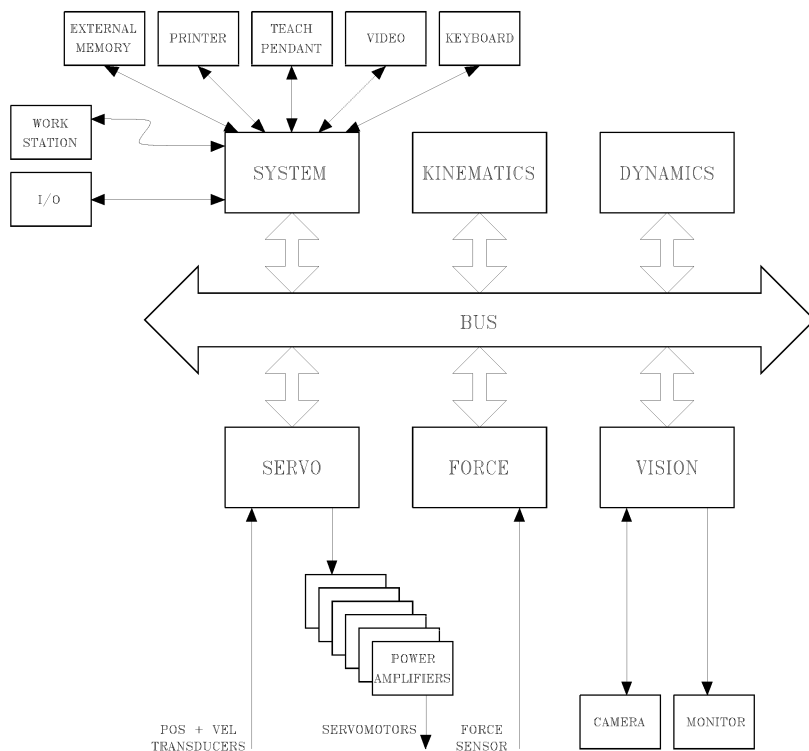 EXTERNAL
MEMORY
PRINTER
TEACH
PENDANT
VIDEO
KEYBOARD
WORK
STATION
I/O
SYSTEM
KINEMATICS
DYNAMICS
BUS
SERVO
FORCE
VISION
POWER
AMPLIFIERS
POS + VEL
TRANSDUCERS
SERVOMOTORS
FORCE
SENSOR
CAMERA
MONITOR